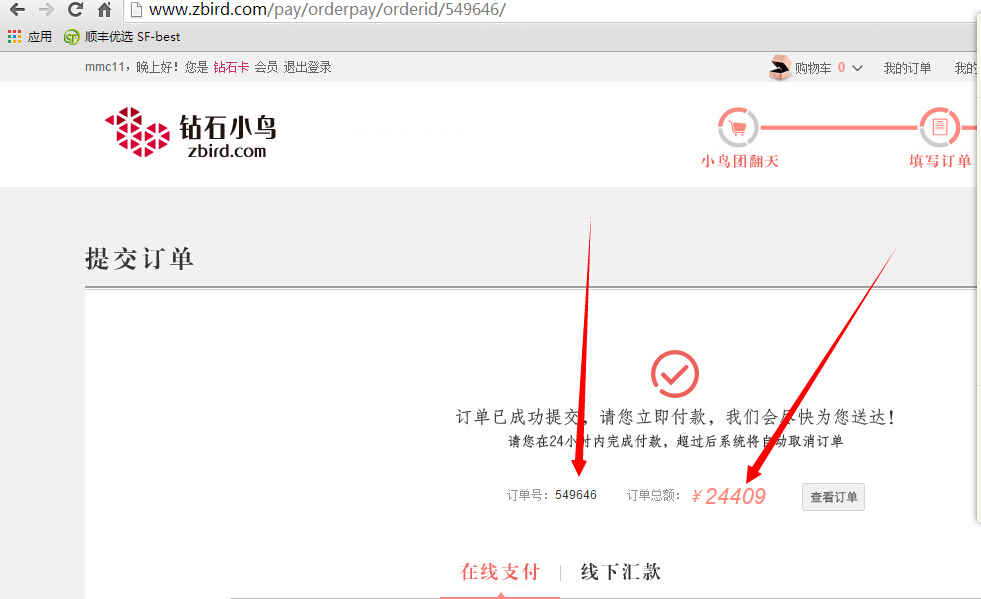 www.zbird.com/pay/orderpay/orderid/549646/
应用 顺丰优选 SF-best
mmc11，晚上好！您是 钻石卡 会员 退出登录 购物车 0 我的订单 我的
钻石小鸟
zbird.com
小鸟团翻天 填写订单
提交订单
订单已成功提交，请您立即付款，我们会尽快为您送达！
请您在24小时内完成付款，超过后系统将自动取消订单
订单号：549646 订单总额：￥24409 查看订单
在线支付 线下汇款